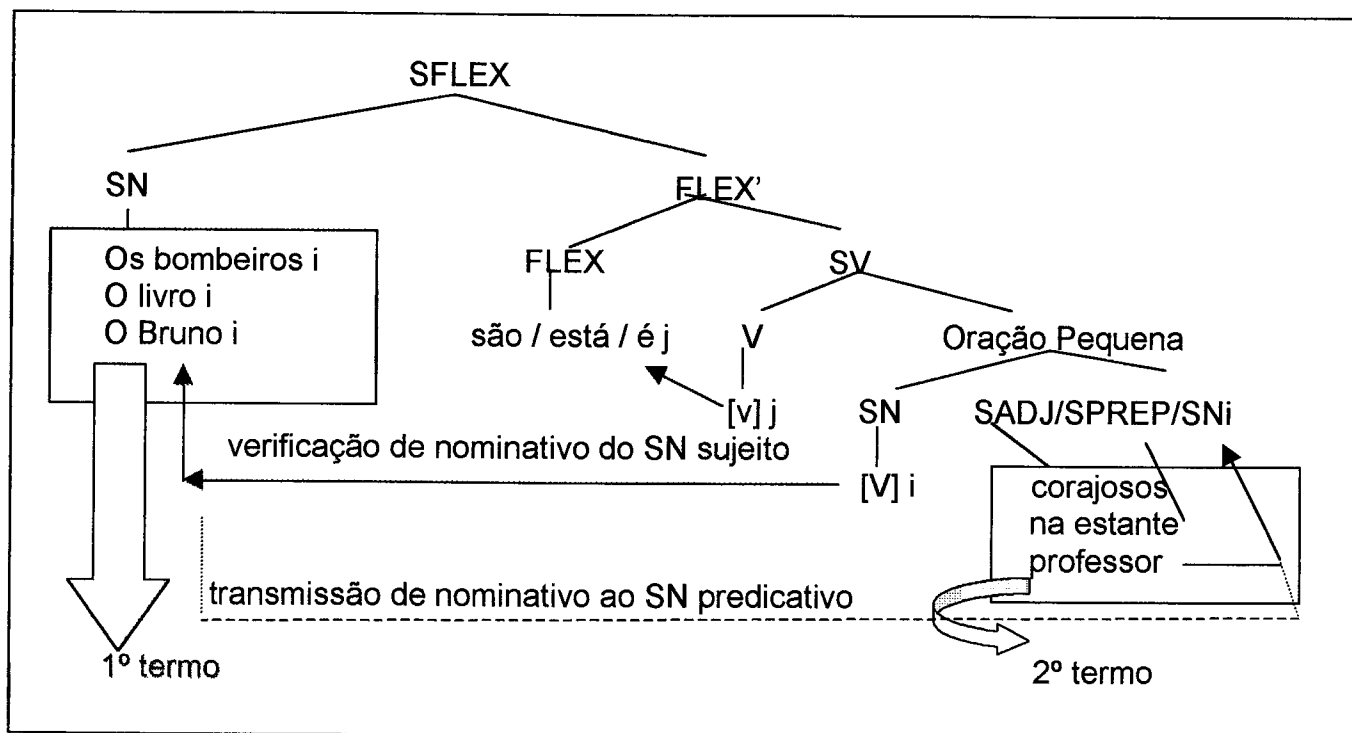 SFLEX
SN
FLEX'
Os bombeiros i
O livro i
O Bruno i
FLEX
SV
são / está / é j
V
Oração Pequena
[v] j
SN
SADJ/SPREP/SNi
verificação de nominativo do SN sujeito
[V] i
corajosos
na estante
professor
transmissão de nominativo ao SN predicativo
1º termo
2º termo